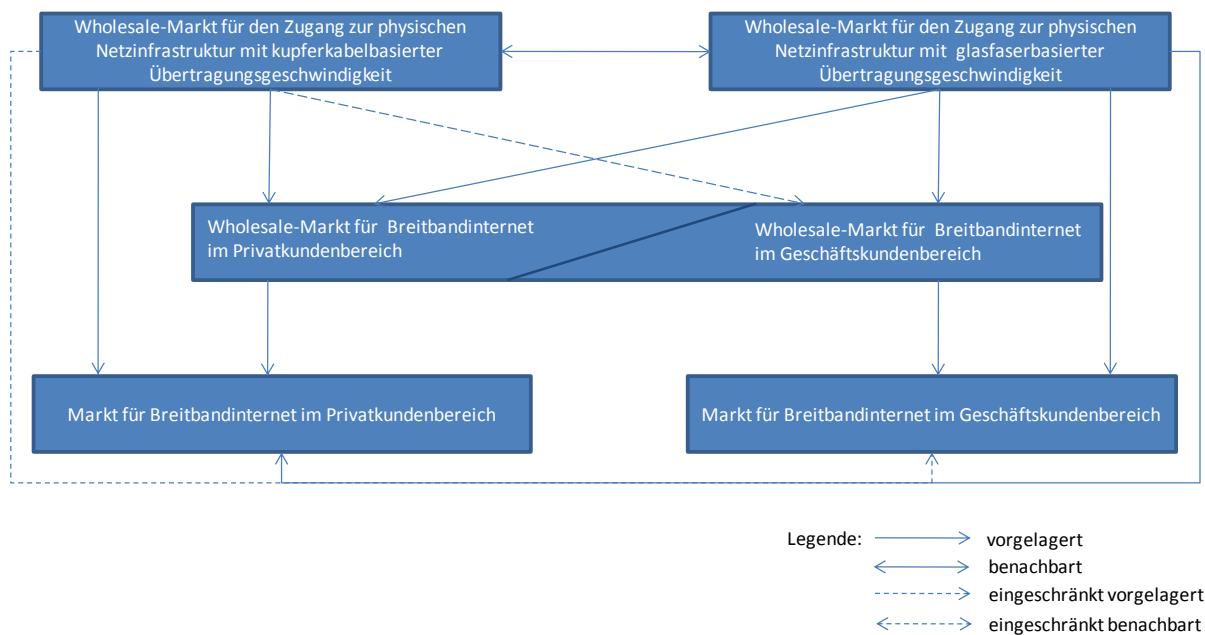 Wholesale-Markt für den Zugang zur physischen
Netzinfrastruktur mit kupferkabelbasierter
Übertragungsgeschwindigkeit
Wholesale-Markt für den Zugang zur physischen
Netzinfrastruktur mit glasfaserbasierter
Übertragungsgeschwindigkeit
Wholesale-Markt für Breitbandinternet
im Privatkundenbereich
Wholesale-Markt für Breitbandinternet
im Geschäftskundenbereich
Markt für Breitbandinternet im Privatkundenbereich
Markt für Breitbandinternet im Geschäftskundenbereich
Legende:
vorgelagert
benachbart
eingeschränkt vorgelagert
eingeschränkt benachbart